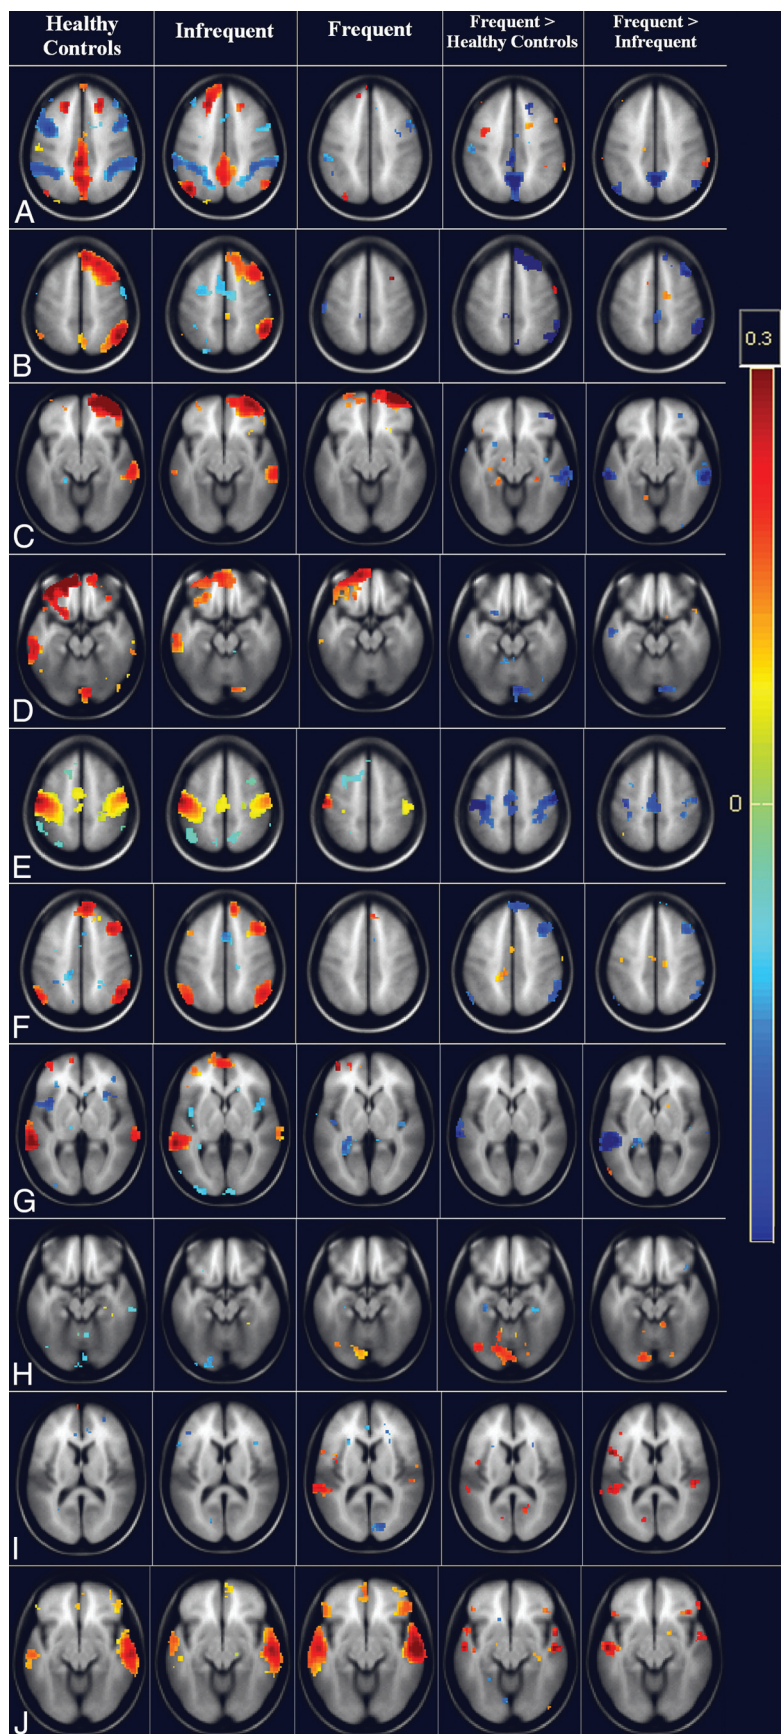 Healthy
Controls
Infrequent
Frequent
Frequent >
Healthy Controls
Frequent >
Infrequent
A
B
0.3
C
D
0
E
F
G
H
I
J